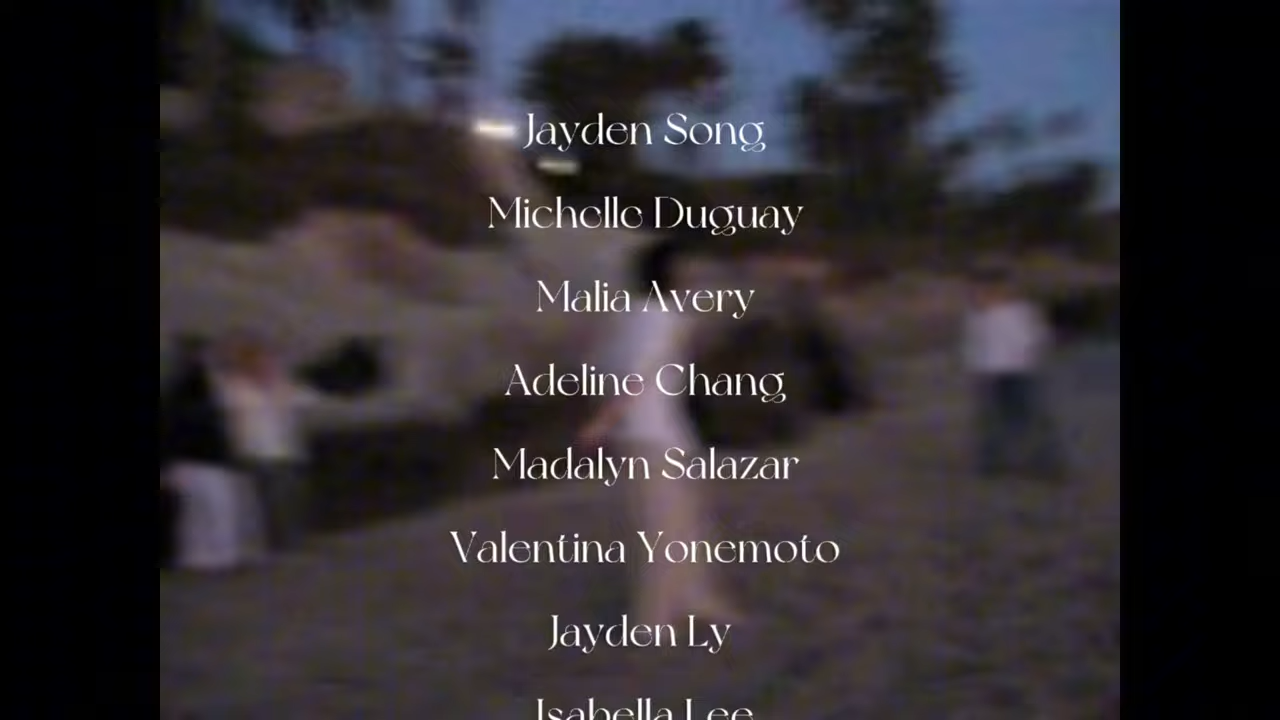 Jayden Song
Michelle Duguay
Malia Avery
Adeline Chang
Madalyn Salazar
Valentina Yonemoto
Jayden Ly
Isabella Lee